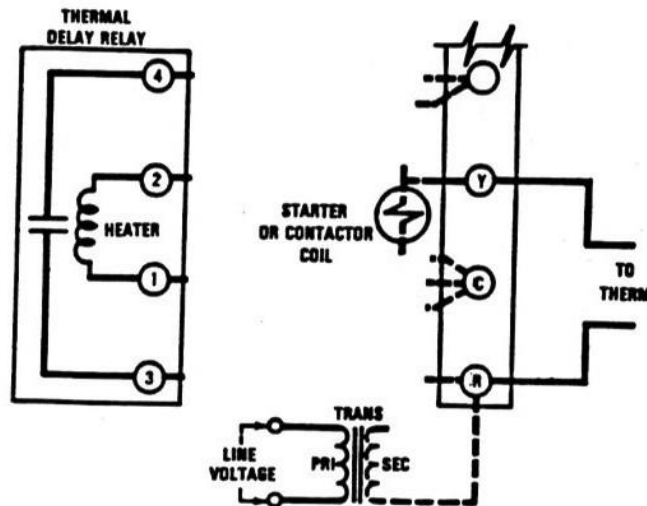 THERMAL
DELAY RELAY
4
2
HEATER
1
3
STARTER
OR CONTACTOR
COIL
Y
C
R
TO
THERM
TRANS
LINE
VOLTAGE
PRI
SEC